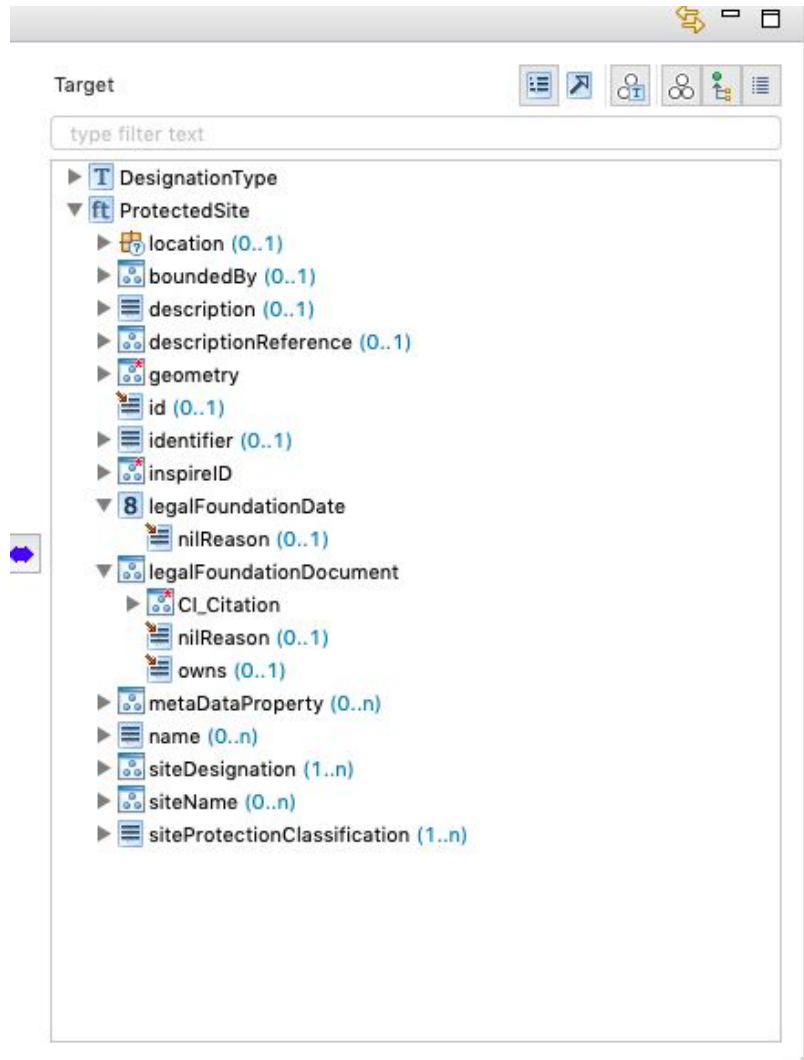 Target
type filter text
T DesignationType
ft ProtectedSite
location (0..1)
boundedBy (0..1)
description (0..1)
descriptionReference (0..1)
geometry
id (0..1)
identifier (0..1)
inspireID
8 legalFoundationDate
nilReason (0..1)
legalFoundationDocument
CI_Citation
nilReason (0..1)
owns (0..1)
metaDataProperty (0..n)
name (0..n)
siteDesignation (1..n)
siteName (0..n)
siteProtectionClassification (1..n)